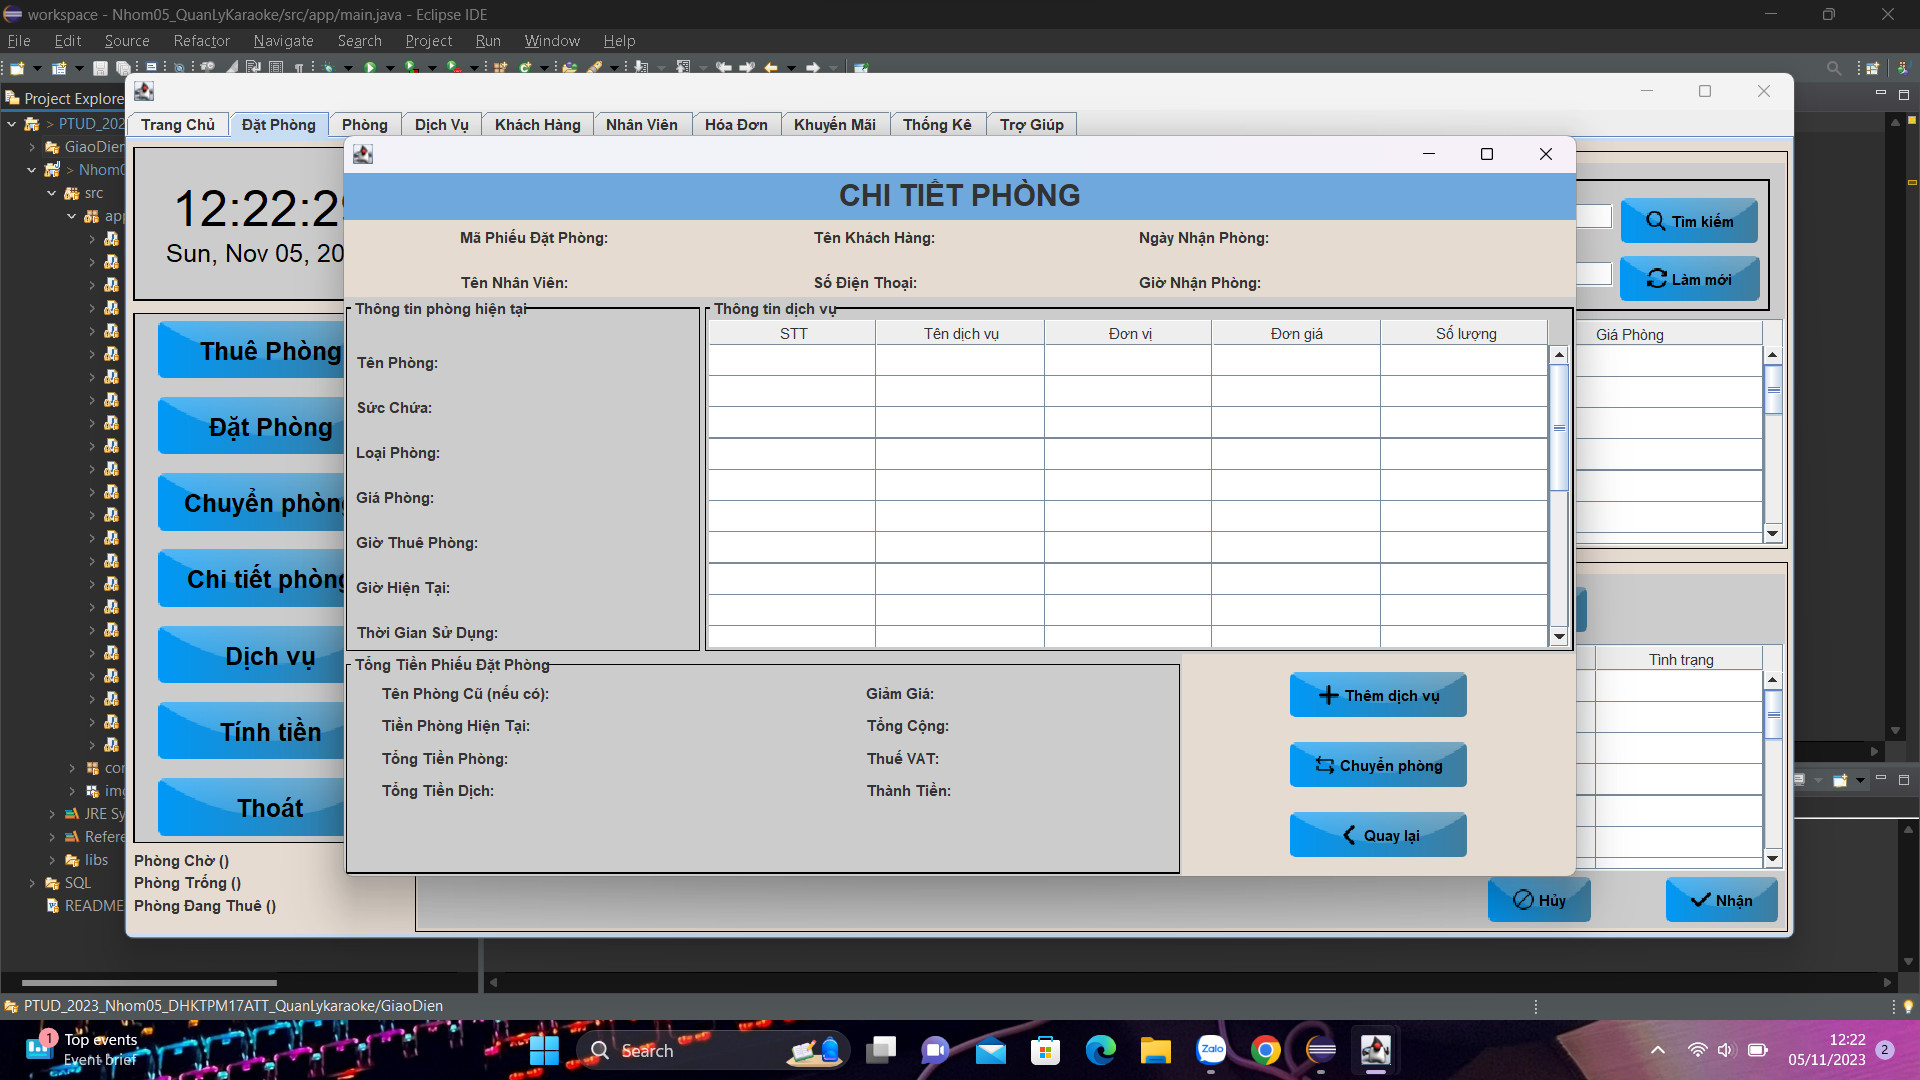 workspace - Nhom05_QuanLyKaraoke/src/app/main.java - Eclipse IDE
File Edit Source Refactor Navigate Search Project Run Window Help
Project Explore
> PTUD_202
GiaoDien
> Nhom0
src
app
con
img
JRE Sy
Refere
libs
SQL
README
Trang Chủ Đặt Phòng Phòng Dịch Vụ Khách Hàng Nhân Viên Hóa Đơn Khuyến Mãi Thống Kê Trợ Giúp
12:22:29
Sun, Nov 05, 20
Thuê Phòng
Đặt Phòng
Chuyển phòng
Chi tiết phòng
Dịch vụ
Tính tiền
Thoát
Phòng Chờ ()
Phòng Trống ()
Phòng Đang Thuê ()
CHI TIẾT PHÒNG
Mã Phiếu Đặt Phòng: Tên Khách Hàng: Ngày Nhận Phòng:
Tên Nhân Viên: Số Điện Thoại: Giờ Nhận Phòng:
Thông tin phòng hiện tại
Tên Phòng:
Sức Chứa:
Loại Phòng:
Giá Phòng:
Giờ Thuê Phòng:
Giờ Hiện Tại:
Thời Gian Sử Dụng:
Thông tin dịch vụ
STT Tên dịch vụ Đơn vị Đơn giá Số lượng
Tổng Tiền Phiếu Đặt Phòng
Tên Phòng Cũ (nếu có): Giảm Giá:
Tiền Phòng Hiện Tại: Tổng Cộng:
Tổng Tiền Phòng: Thuế VAT:
Tổng Tiền Dịch: Thành Tiền:
Thêm dịch vụ
Chuyển phòng
Quay lại
Tìm kiếm
Làm mới
Giá Phòng
Tình trạng
Hủy
Nhận
PTUD_2023_Nhom05_DHKTPM17ATT_QuanLykaraoke/GiaoDien
1
Top events
Event brief
Search
Zalo
12:22
05/11/2023
2